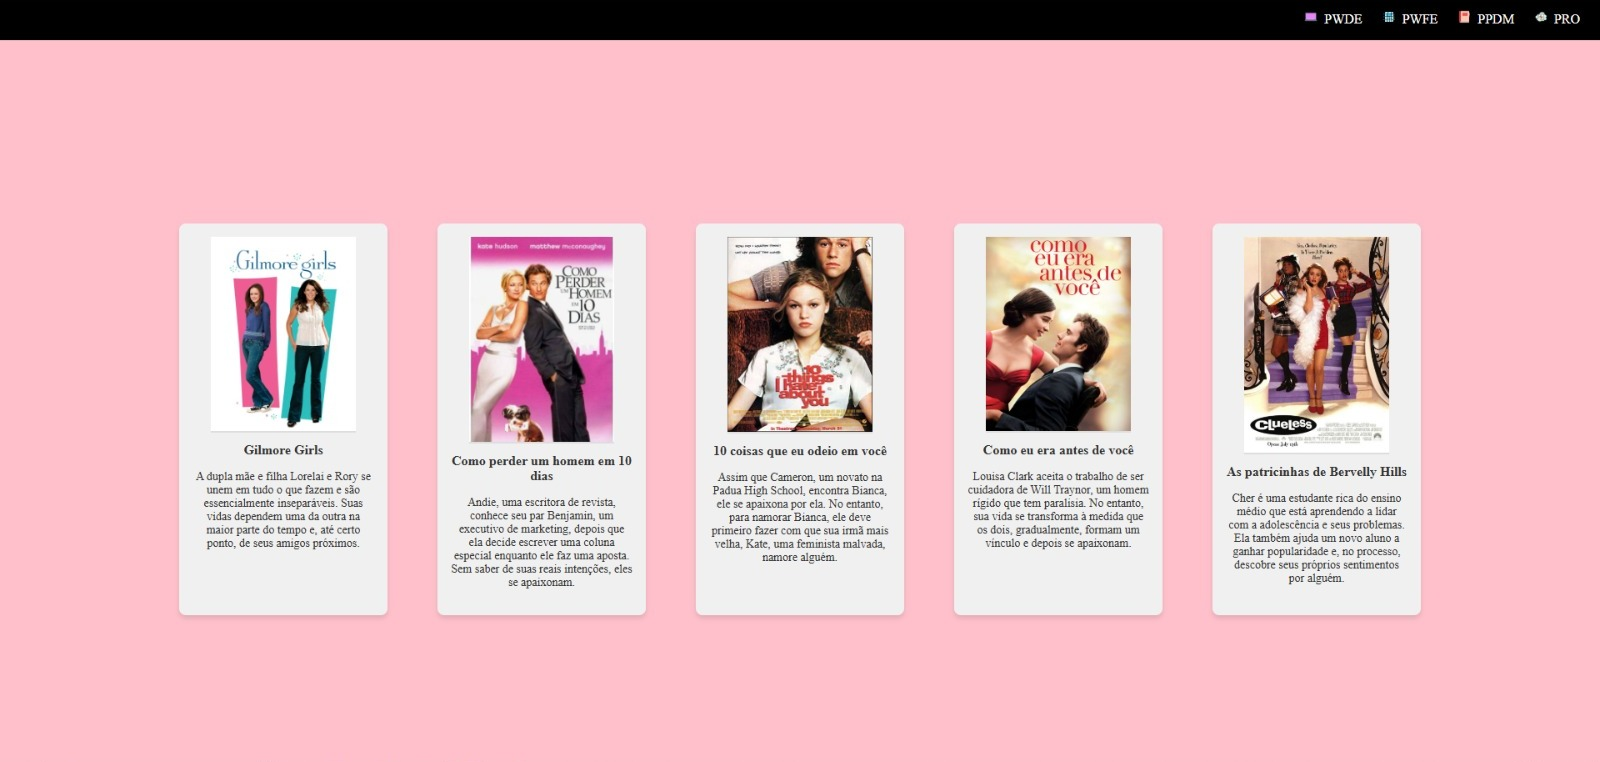 PWDE PWFE PPDM PRO
Gilmore girls
Gilmore Girls
A dupla mãe e filha Lorelai e Rory se
unem em tudo o que fazem e são
essencialmente inseparáveis. Suas
vidas dependem uma da outra na
maior parte do tempo e, até certo
ponto, de seus amigos próximos.
kate hudson matthew mcconaughey
COMO
PERDER
UM HOMEM
EM 10
DIAS
Como perder um homem em 10
dias
Andie, uma escritora de revista,
conhece seu par Benjamin, um
executivo de marketing, depois que
ela decide escrever uma coluna
especial enquanto ele faz uma aposta.
Sem saber de suas reais intenções, eles
se apaixonam.
10
things
I hate
about
you
10 coisas que eu odeio em você
Assim que Cameron, um novato na
Padua High School, encontra Bianca,
ele se apaixona por ela. No entanto,
para namorar Bianca, ele deve
primeiro fazer com que sua irmã mais
velha, Kate, uma feminista malvada,
namore alguém.
como
eu era
antes de
você
Como eu era antes de você
Louisa Clark aceita o trabalho de ser
cuidadora de Will Traynor, um homem
rígido que tem paralisia. No entanto,
sua vida se transforma à medida que
os dois, gradualmente, formam um
vínculo e depois se apaixonam.
CLUELESS
As patricinhas de Bervelly Hills
Cher é uma estudante rica do ensino
médio que está aprendendo a lidar
com a adolescência e seus problemas.
Ela também ajuda um novo aluno a
ganhar popularidade e, no processo,
descobre seus próprios sentimentos
por alguém.